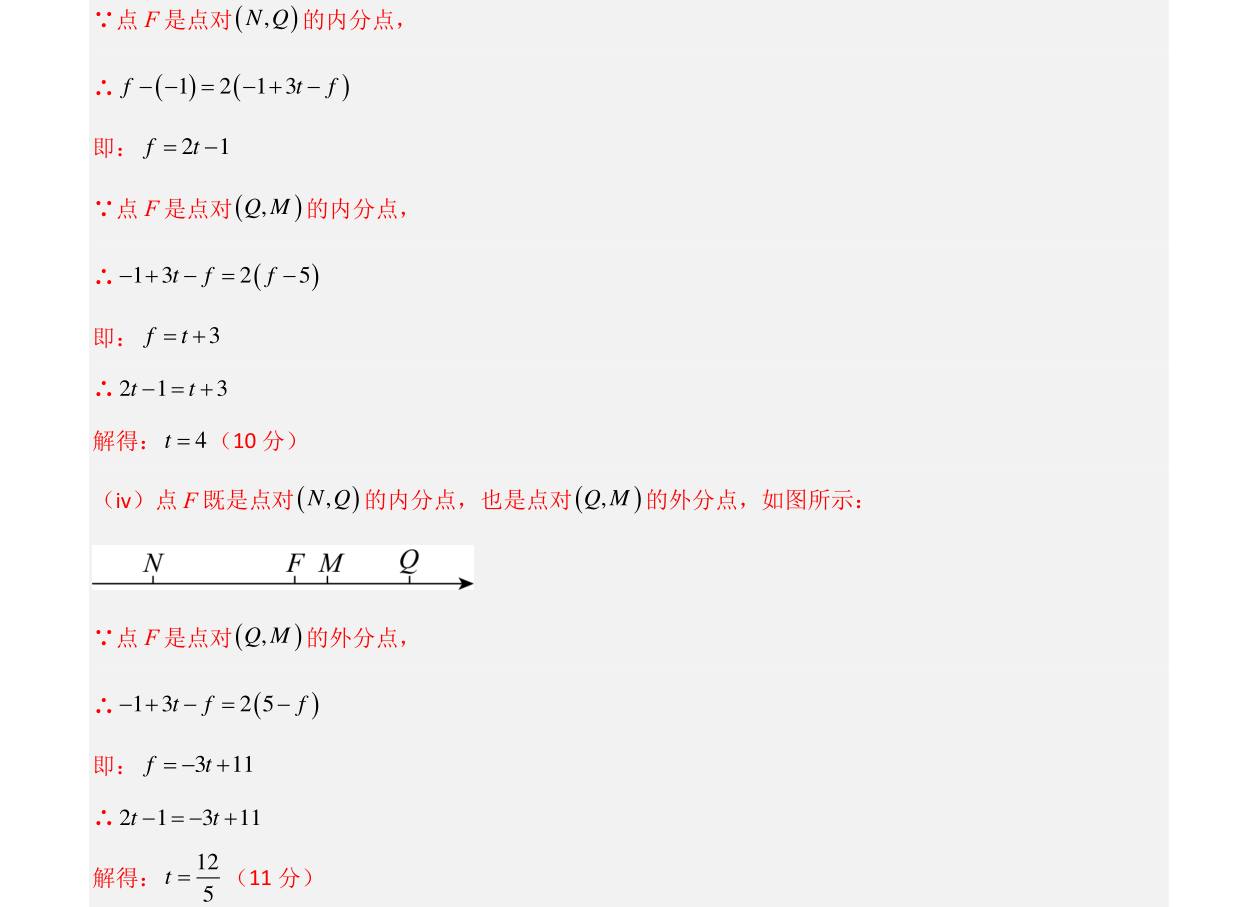 ∵点 F 是点对(N,Q)的内分点，
∴ f −(−1)=2(−1+3t− f )
即： f =2t−1
∵点 F 是点对(Q,M)的内分点，
∴ −1+3t− f =2( f −5)
即： f =t+3
∴ 2t−1=t+3
解得： t=4（10 分）
（iv）点 F 既是点对(N,Q)的内分点，也是点对(Q,M)的外分点，如图所示：
N F M Q
∵点 F 是点对(Q,M)的外分点，
∴ −1+3t− f =2(5− f )
即： f =−3t+11
∴ 2t−1=−3t+11
解得： t=12/5（11 分）